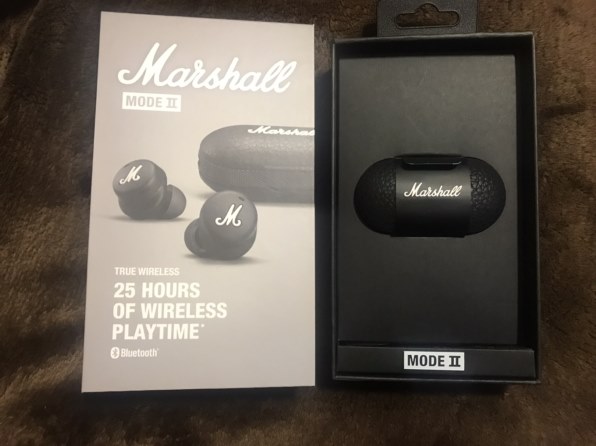 Marshall
MODE II
Marshall
M
M
TRUE WIRELESS
25 HOURS
OF WIRELESS
PLAYTIME*
Bluetooth®
Marshall
MODE II